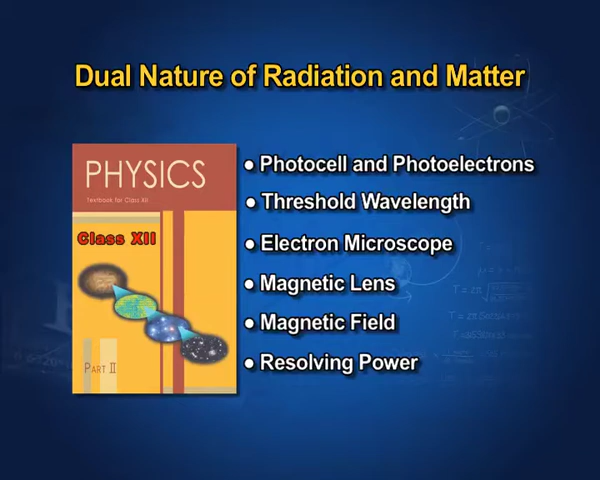 Dual Nature of Radiation and Matter
PHYSICS
Textbook for Class XII
Class XII
PART II
• Photocell and Photoelectrons
• Threshold Wavelength
• Electron Microscope
• Magnetic Lens
• Magnetic Field
• Resolving Power